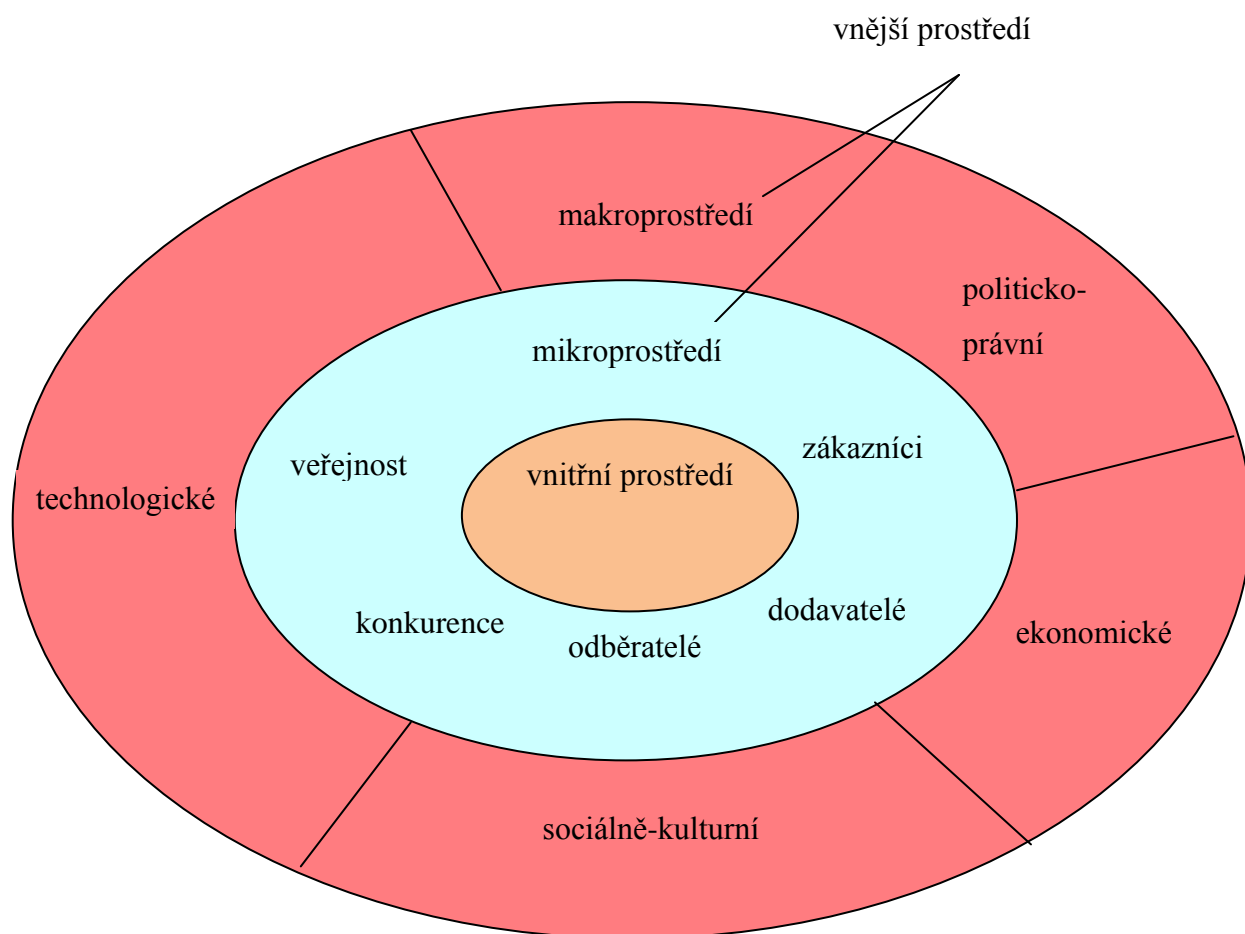 vnější prostředí
makroprostředí
politicko-
právní
mikroprostředí
zákazníci
veřejnost
vnitřní prostředí
technologické
dodavatelé
konkurence
odběratelé
ekonomické
sociálně-kulturní